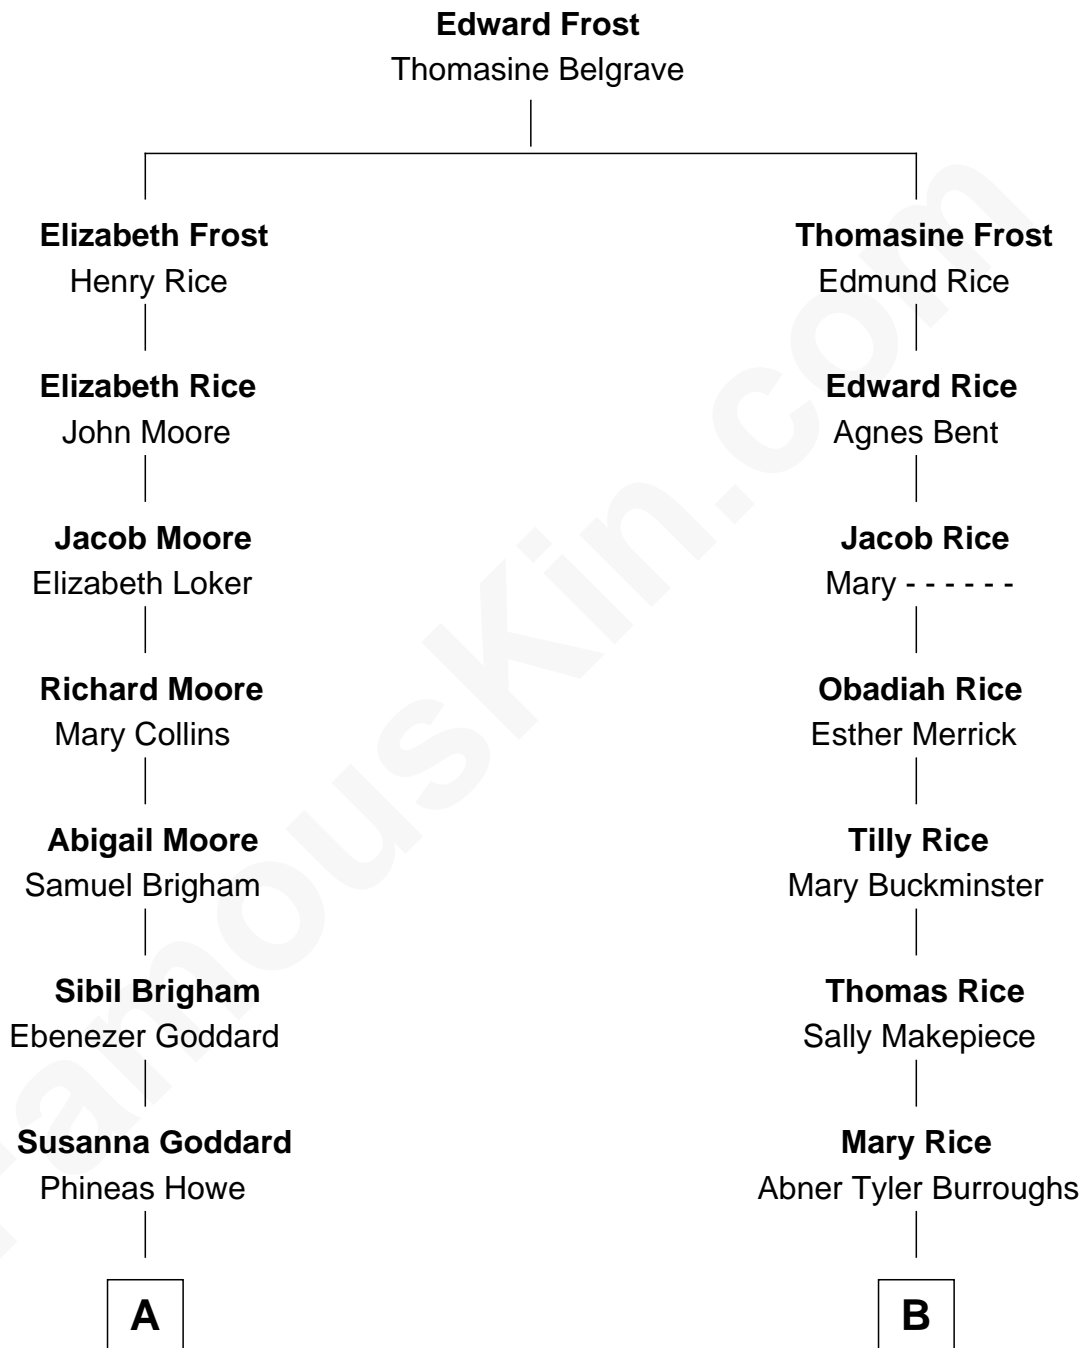 Edward Frost
Thomasine Belgrave
Elizabeth Frost
Henry Rice
Thomasine Frost
Edmund Rice
Elizabeth Rice
John Moore
Edward Rice
Agnes Bent
Jacob Moore
Elizabeth Loker
Jacob Rice
Mary - - - - - -
Richard Moore
Mary Collins
Obadiah Rice
Esther Merrick
Abigail Moore
Samuel Brigham
Tilly Rice
Mary Buckminster
Sibil Brigham
Ebenezer Goddard
Thomas Rice
Sally Makepiece
Susanna Goddard
Phineas Howe
Mary Rice
Abner Tyler Burroughs
A
B
FamousKin.com